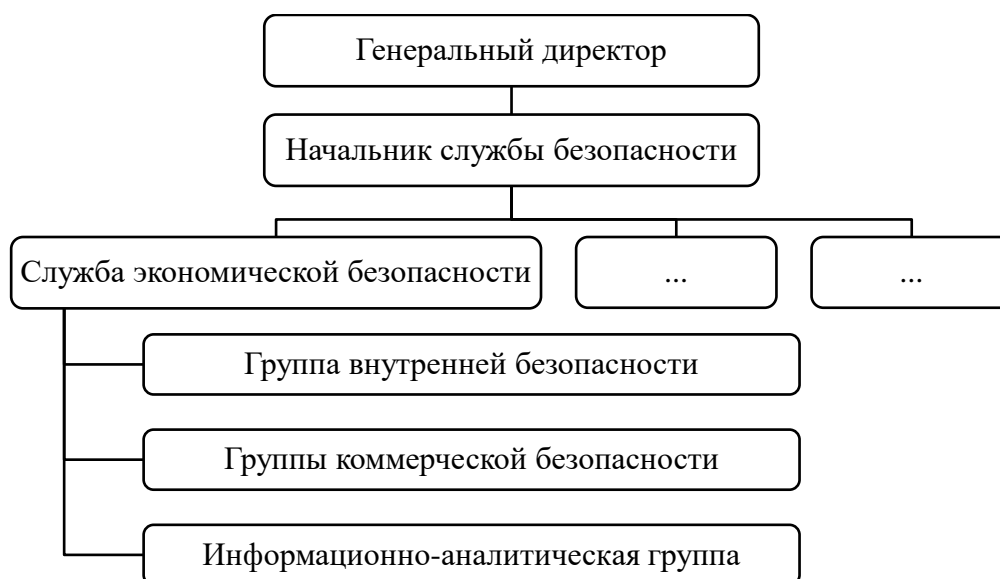 Генеральный директор
Начальник службы безопасности
Служба экономической безопасности
...
...
Группа внутренней безопасности
Группы коммерческой безопасности
Информационно-аналитическая группа